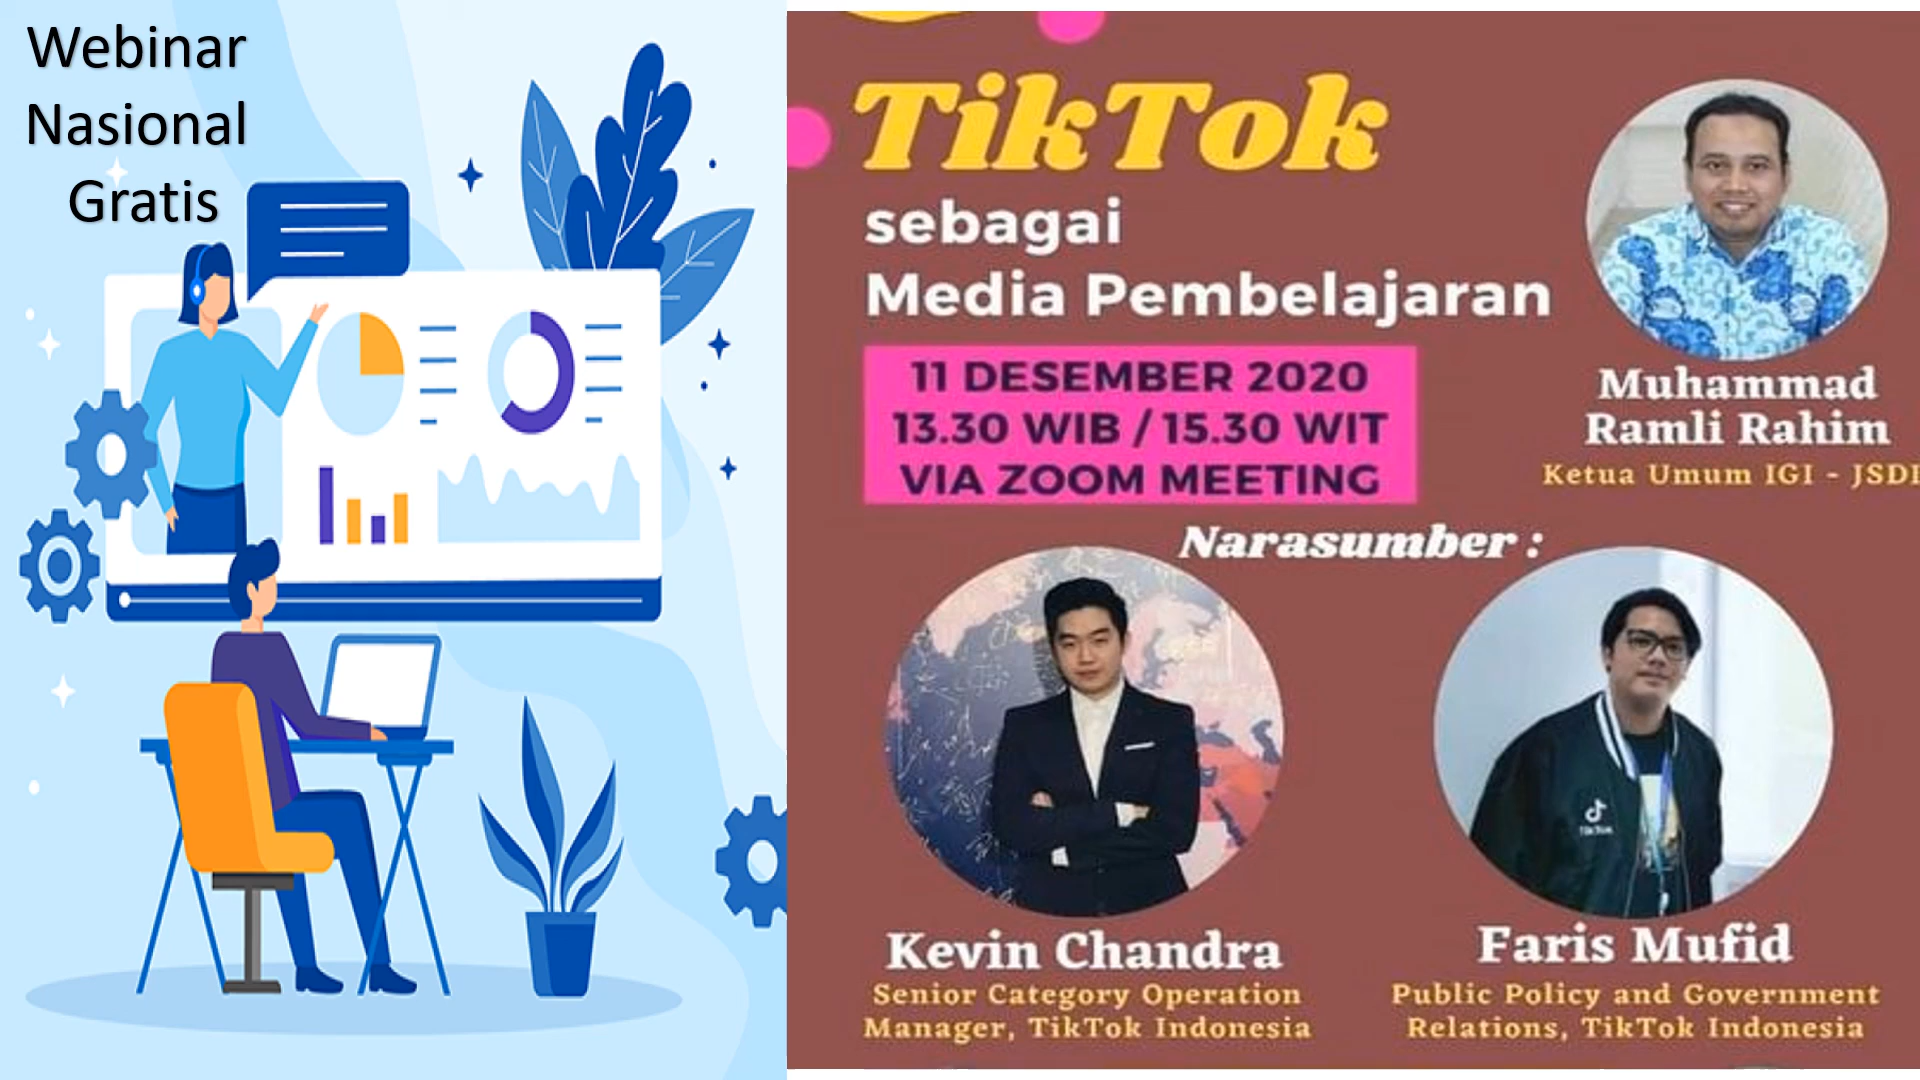 Webinar
Nasional
Gratis
TikTok
sebagai
Media Pembelajaran
11 DESEMBER 2020
13.30 WIB / 15.30 WIT
VIA ZOOM MEETING
Muhammad
Ramli Rahim
Ketua Umum IGI - JSDI
Narasumber :
TikTok
Kevin Chandra
Senior Category Operation
Manager, TikTok Indonesia
Faris Mufid
Public Policy and Government
Relations, TikTok Indonesia